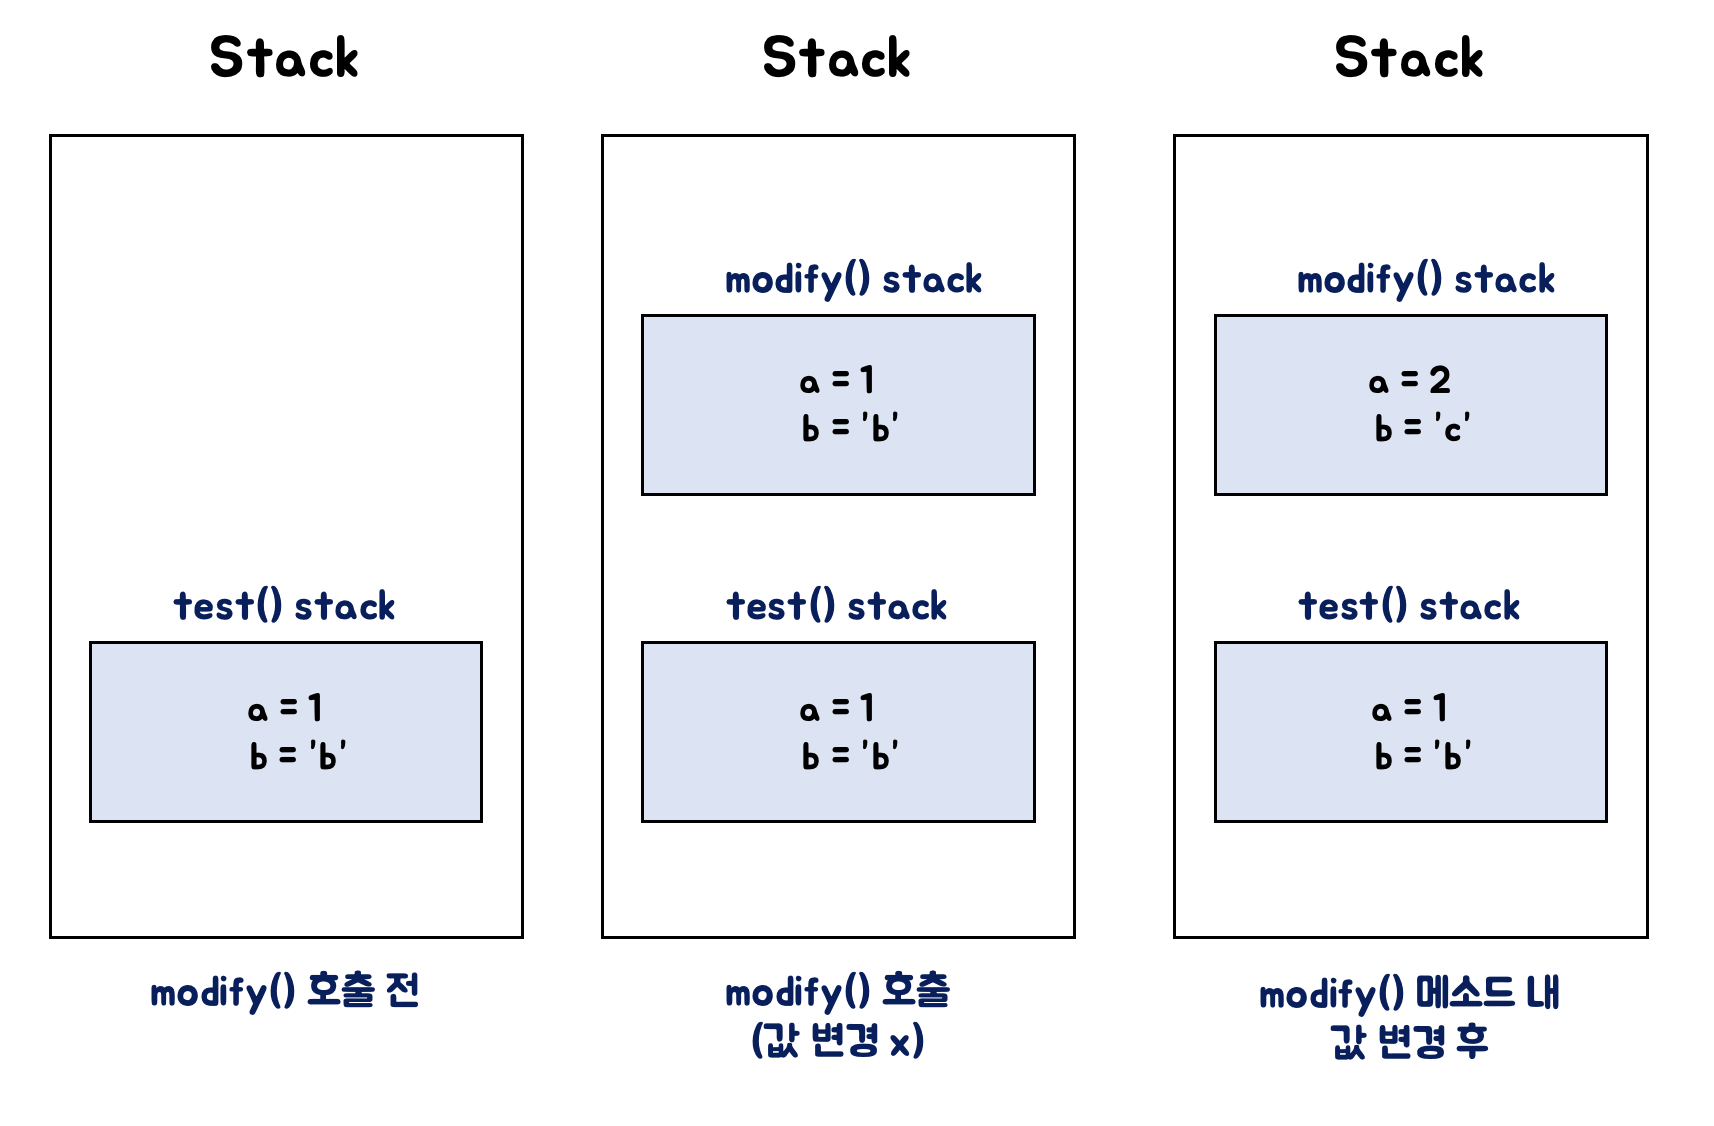 Stack
test() stack
a = 1
b = 'b'
modify() 호출 전
Stack
modify() stack
a = 1
b = 'b'
test() stack
a = 1
b = 'b'
modify() 호출
(값 변경 x)
Stack
modify() stack
a = 2
b = 'c'
test() stack
a = 1
b = 'b'
modify() 메소드 내
값 변경 후